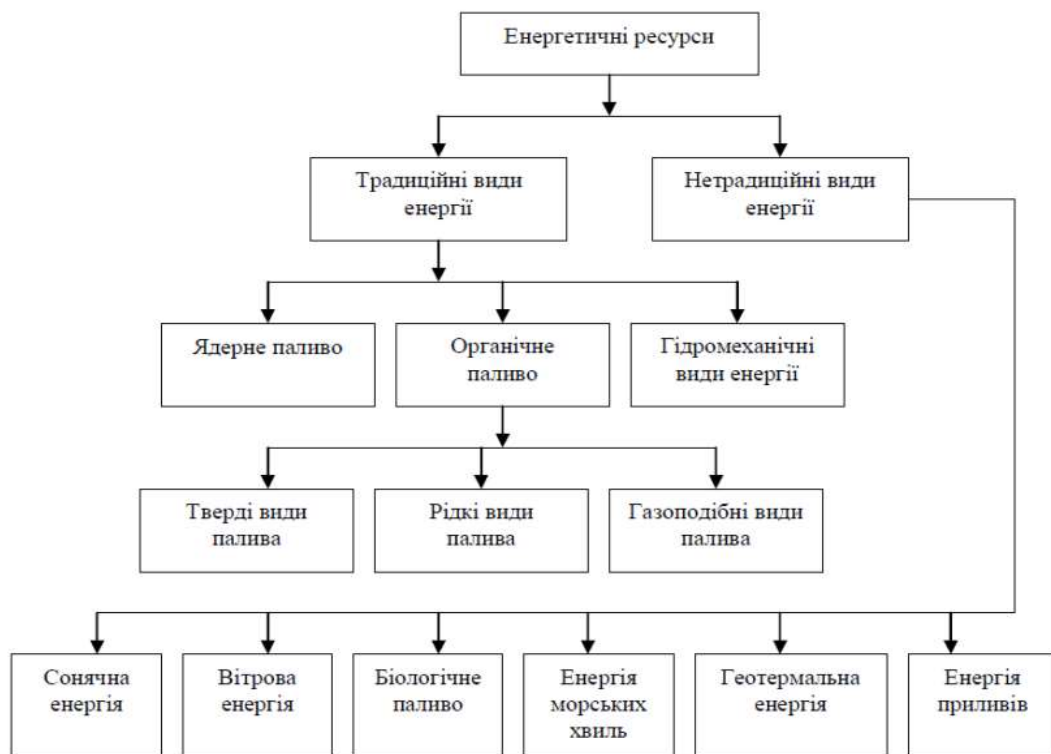 Енергетичні ресурси
Традиційні види
енергії
Нетрадиційні види
енергії
Ядерне паливо
Органічне
паливо
Гідромеханічні
види енергії
Тверді види
палива
Рідкі види
палива
Газоподібні види
палива
Сонячна
енергія
Вітрова
енергія
Біологічне
паливо
Енергія
морських
хвиль
Геотермальна
енергія
Енергія
приливів